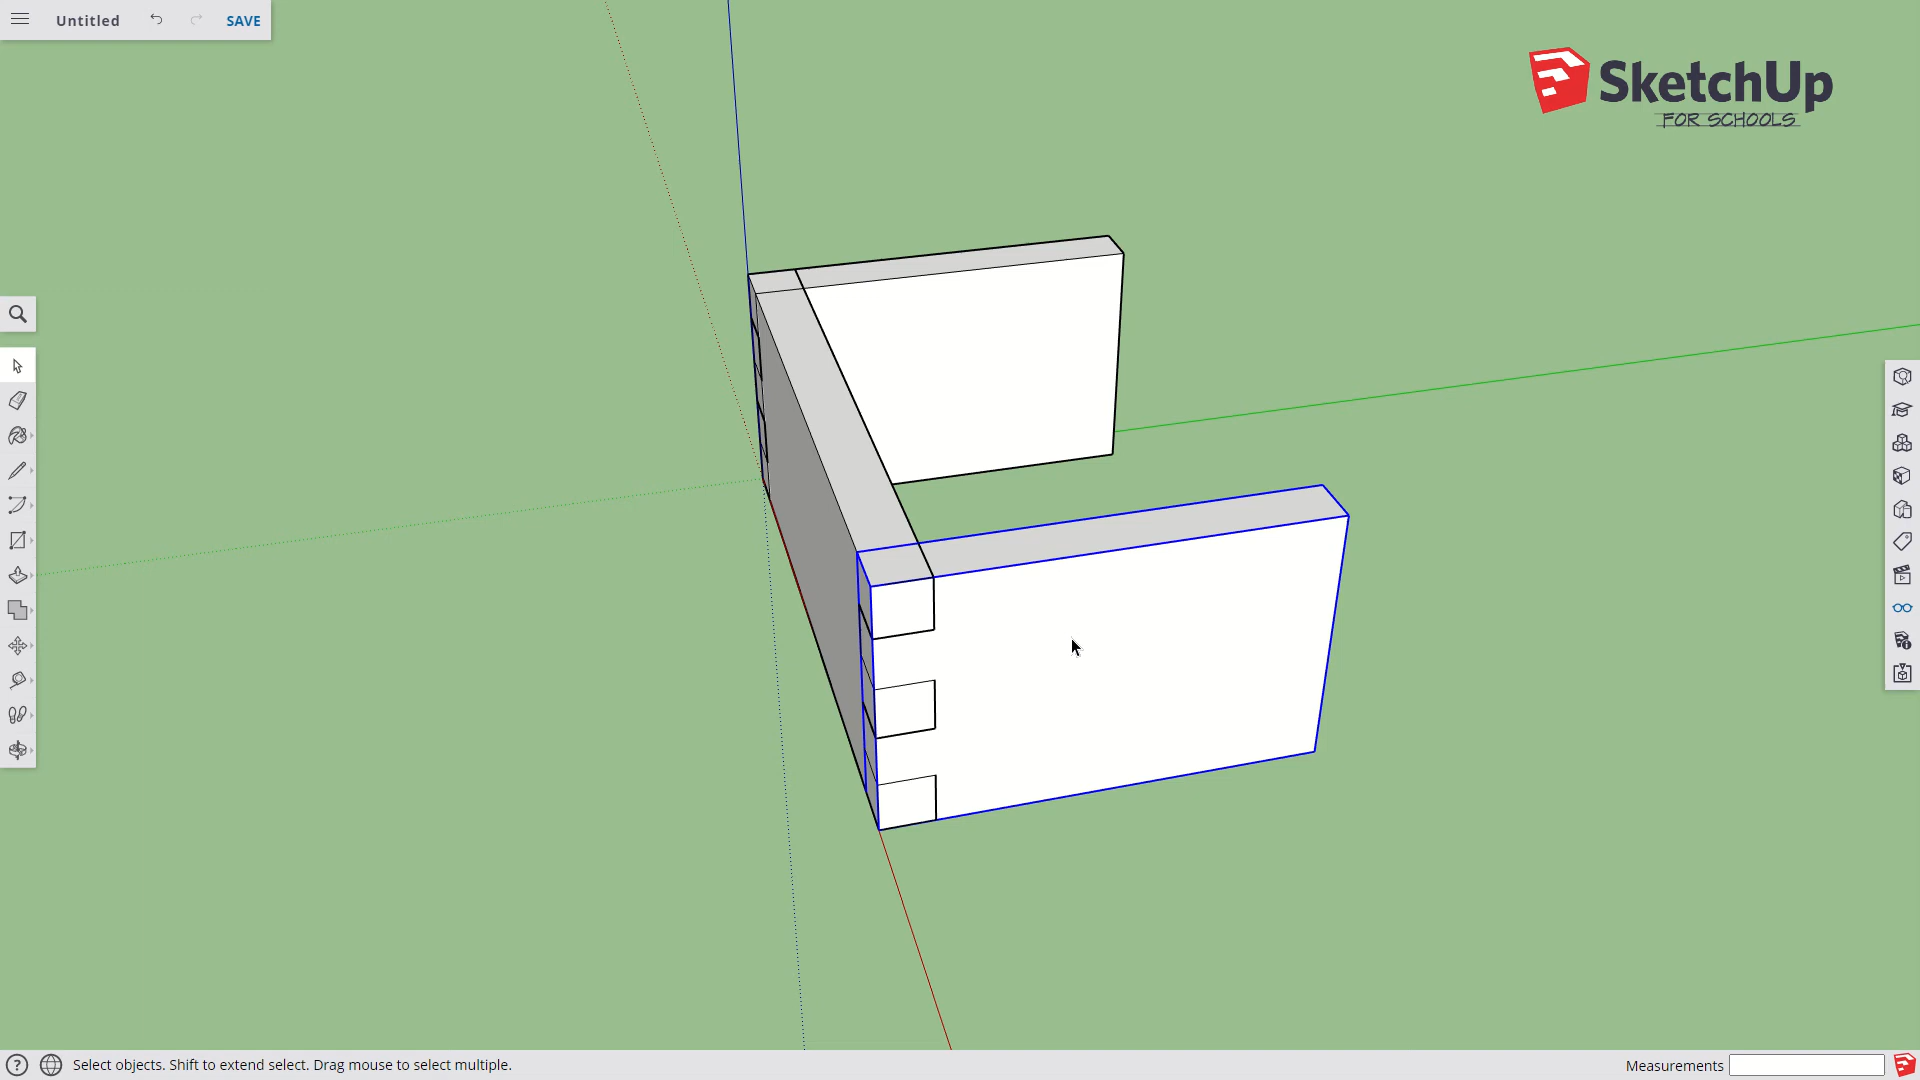 Untitled
SAVE
SketchUp
FOR SCHOOLS
Select objects. Shift to extend select. Drag mouse to select multiple.
Measurements